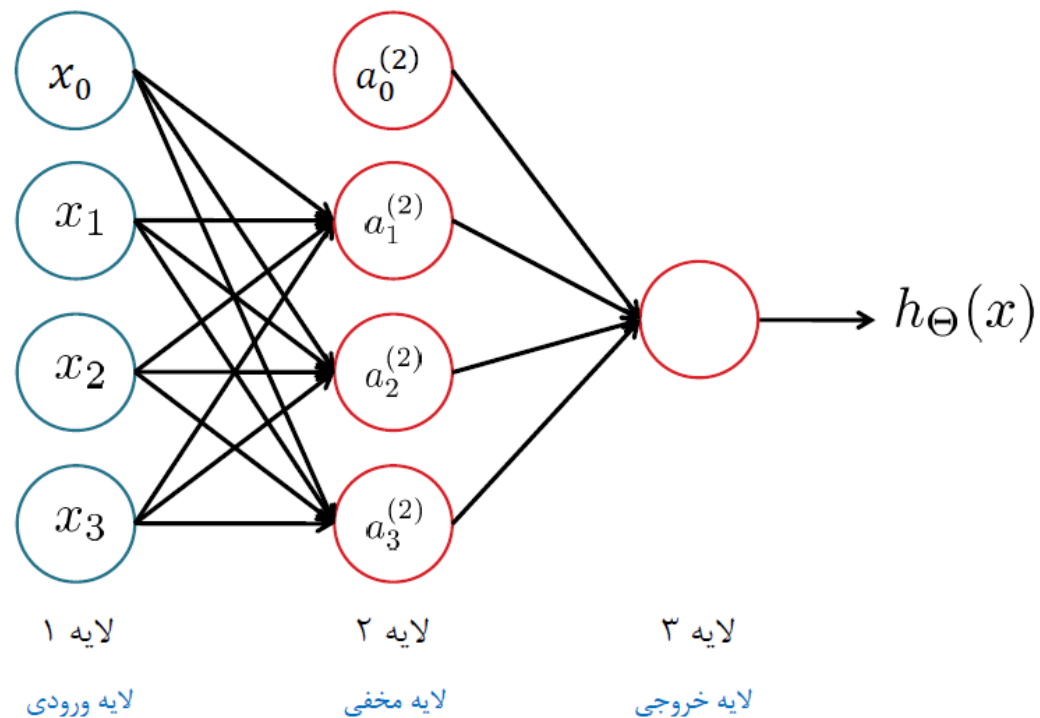 x₀
a₀⁽²⁾
x₁
a₁⁽²⁾
x₂
a₂⁽²⁾
x₃
a₃⁽²⁾
h_Θ(x)
لایه ۱
لایه ۲
لایه ۳
لایه ورودی
لایه مخفی
لایه خروجی